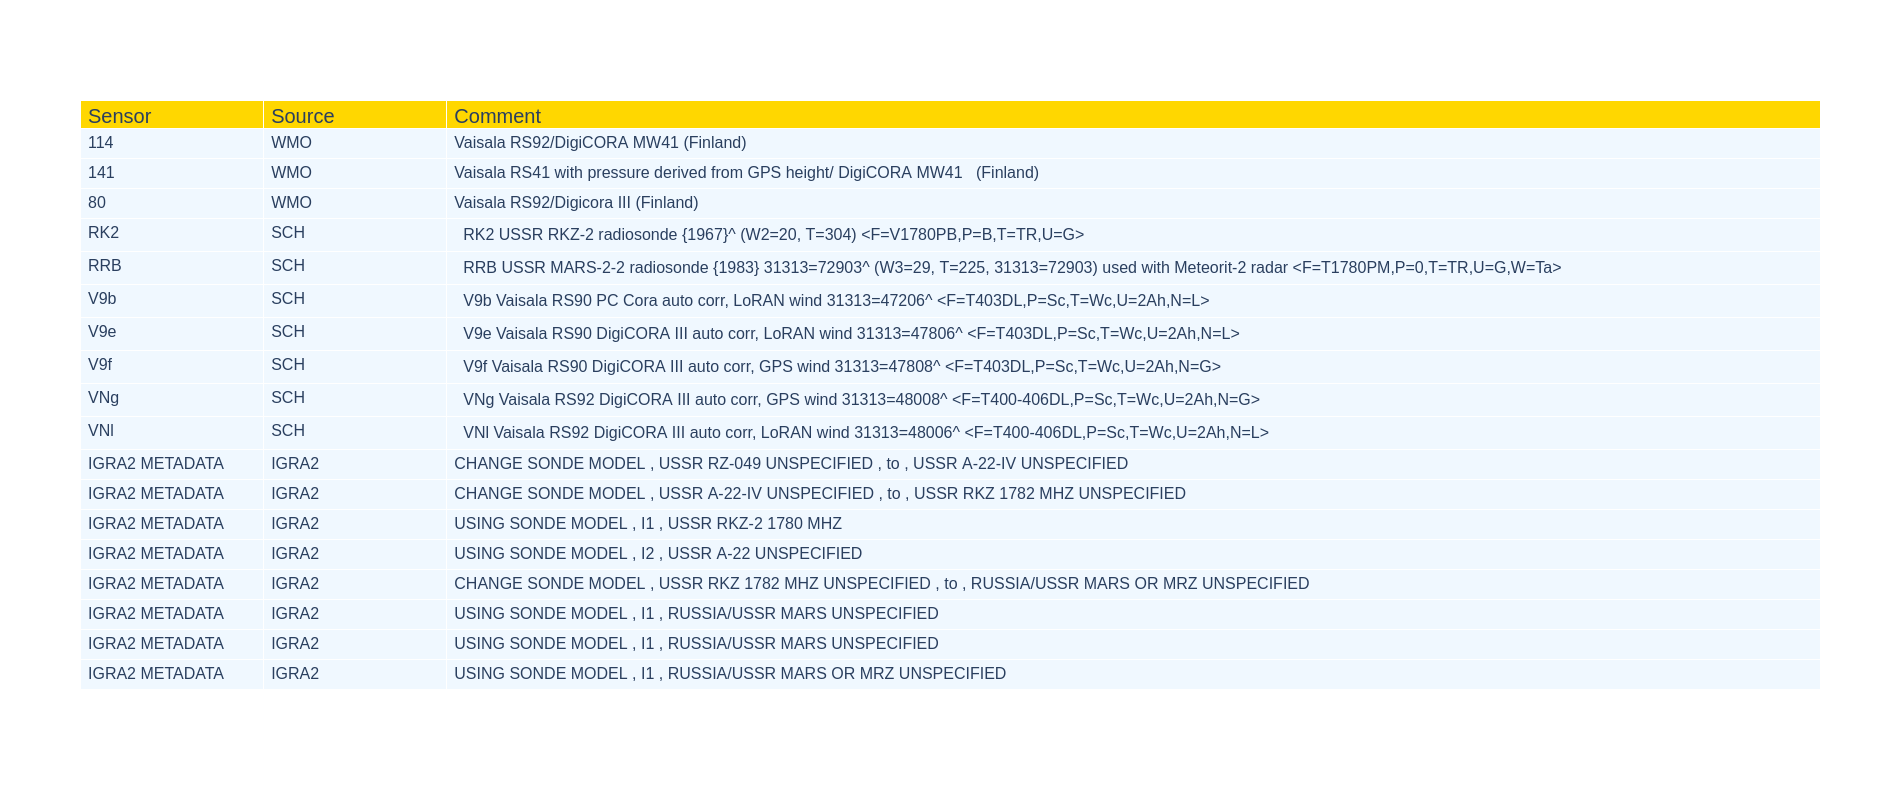 Sensor Source Comment
114 WMO Vaisala RS92/DigiCORA MW41 (Finland)
141 WMO Vaisala RS41 with pressure derived from GPS height/ DigiCORA MW41 (Finland)
80 WMO Vaisala RS92/Digicora III (Finland)
RK2 SCH RK2 USSR RKZ-2 radiosonde {1967}^ (W2=20, T=304) <F=V1780PB,P=B,T=TR,U=G>
RRB SCH RRB USSR MARS-2-2 radiosonde {1983} 31313=72903^ (W3=29, T=225, 31313=72903) used with Meteorit-2 radar <F=T1780PM,P=0,T=TR,U=G,W=Ta>
V9b SCH V9b Vaisala RS90 PC Cora auto corr, LoRAN wind 31313=47206^ <F=T403DL,P=Sc,T=Wc,U=2Ah,N=L>
V9e SCH V9e Vaisala RS90 DigiCORA III auto corr, LoRAN wind 31313=47806^ <F=T403DL,P=Sc,T=Wc,U=2Ah,N=L>
V9f SCH V9f Vaisala RS90 DigiCORA III auto corr, GPS wind 31313=47808^ <F=T403DL,P=Sc,T=Wc,U=2Ah,N=G>
VNg SCH VNg Vaisala RS92 DigiCORA III auto corr, GPS wind 31313=48008^ <F=T400-406DL,P=Sc,T=Wc,U=2Ah,N=G>
VNl SCH VNl Vaisala RS92 DigiCORA III auto corr, LoRAN wind 31313=48006^ <F=T400-406DL,P=Sc,T=Wc,U=2Ah,N=L>
IGRA2 METADATA IGRA2 CHANGE SONDE MODEL , USSR RZ-049 UNSPECIFIED , to , USSR A-22-IV UNSPECIFIED
IGRA2 METADATA IGRA2 CHANGE SONDE MODEL , USSR A-22-IV UNSPECIFIED , to , USSR RKZ 1782 MHZ UNSPECIFIED
IGRA2 METADATA IGRA2 USING SONDE MODEL , I1 , USSR RKZ-2 1780 MHZ
IGRA2 METADATA IGRA2 USING SONDE MODEL , I2 , USSR A-22 UNSPECIFIED
IGRA2 METADATA IGRA2 CHANGE SONDE MODEL , USSR RKZ 1782 MHZ UNSPECIFIED , to , RUSSIA/USSR MARS OR MRZ UNSPECIFIED
IGRA2 METADATA IGRA2 USING SONDE MODEL , I1 , RUSSIA/USSR MARS UNSPECIFIED
IGRA2 METADATA IGRA2 USING SONDE MODEL , I1 , RUSSIA/USSR MARS UNSPECIFIED
IGRA2 METADATA IGRA2 USING SONDE MODEL , I1 , RUSSIA/USSR MARS OR MRZ UNSPECIFIED